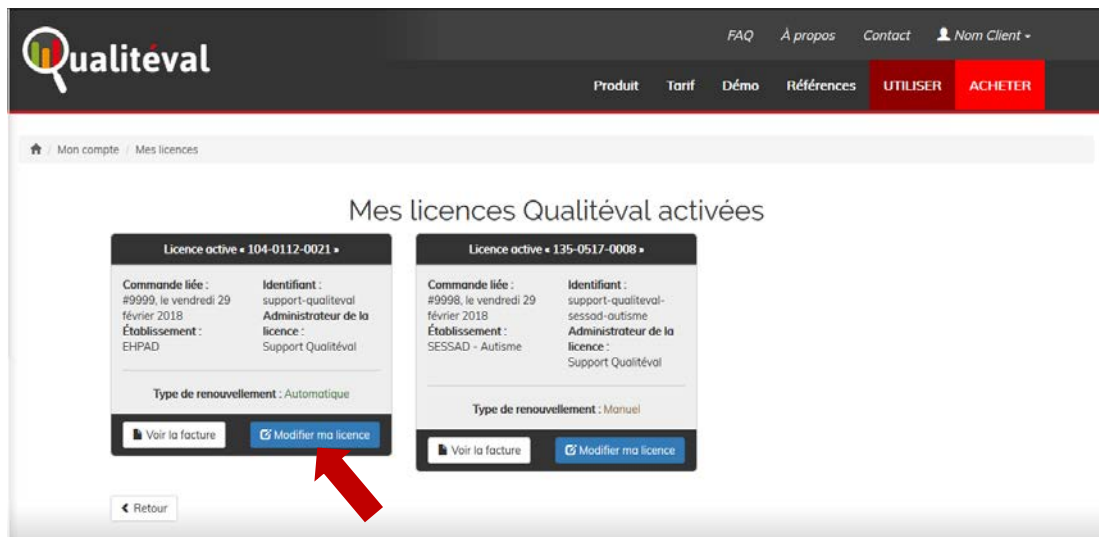 FAQ À propos Contact Nom Client
Qualitéval
Produit Tarif Démo Références UTILISER ACHETER
/ Mon compte / Mes licences
Mes licences Qualitéval activées
Licence active « 104-0112-0021 »
Commande liée :
#9999, le vendredi 29
février 2018
Établissement :
EHPAD
Identifiant :
support-qualiteval
Administrateur de la
licence :
Support Qualitéval
Type de renouvellement : Automatique
Voir la facture Modifier ma licence
Licence active « 135-0517-0008 »
Commande liée :
#9998, le vendredi 29
février 2018
Établissement :
SESSAD - Autisme
Identifiant :
support-qualiteval-
sessad-autisme
Administrateur de la
licence :
Support Qualitéval
Type de renouvellement : Manuel
Voir la facture Modifier ma licence
Retour